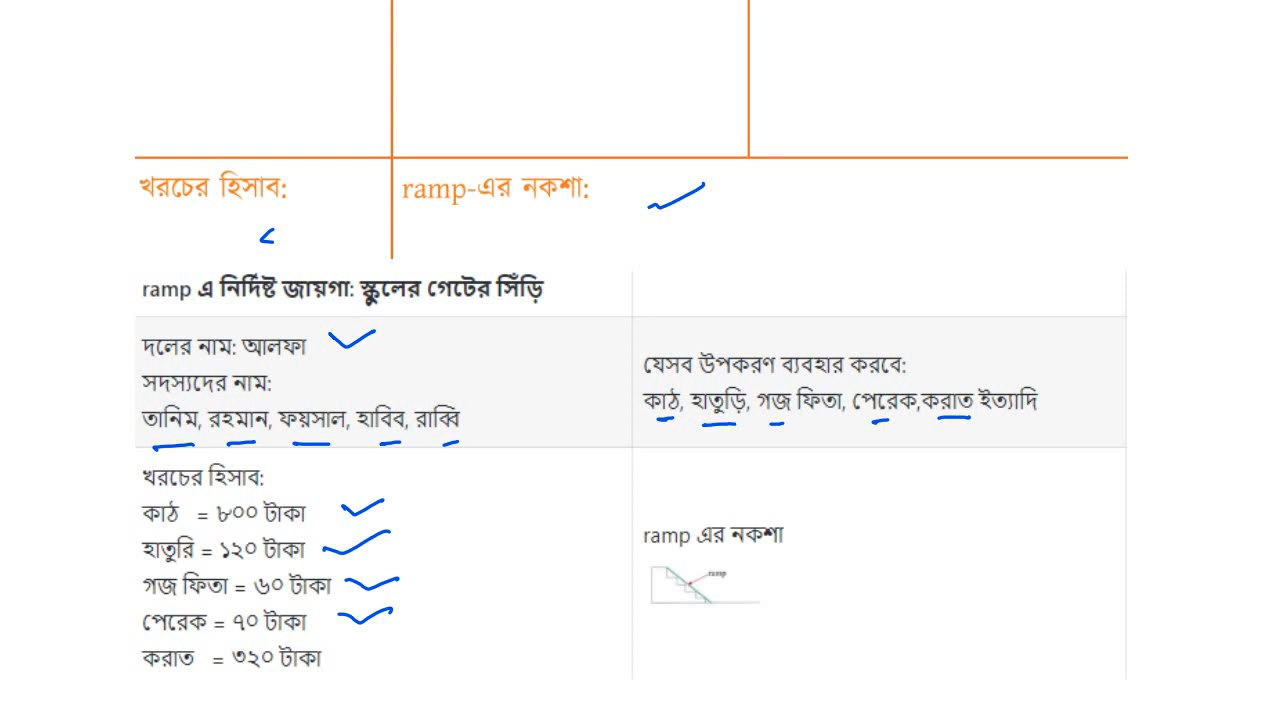 খরচের হিসাব:
ramp-এর নকশা:
ramp এ নির্দিষ্ট জায়গা: স্কুলের গেটের সিঁড়ি
দলের নাম: আলফা
সদস্যদের নাম:
তানিম, রহমান, ফয়সাল, হাবিব, রাব্বি
যেসব উপকরণ ব্যবহার করবে:
কাঠ, হাতুড়ি, গজ ফিতা, পেরেক,করাত ইত্যাদি
খরচের হিসাব:
কাঠ = ৮০০ টাকা
হাতুরি = ১২০ টাকা
গজ ফিতা = ৬০ টাকা
পেরেক = ৭০ টাকা
করাত = ৩২০ টাকা
ramp এর নকশা
ramp